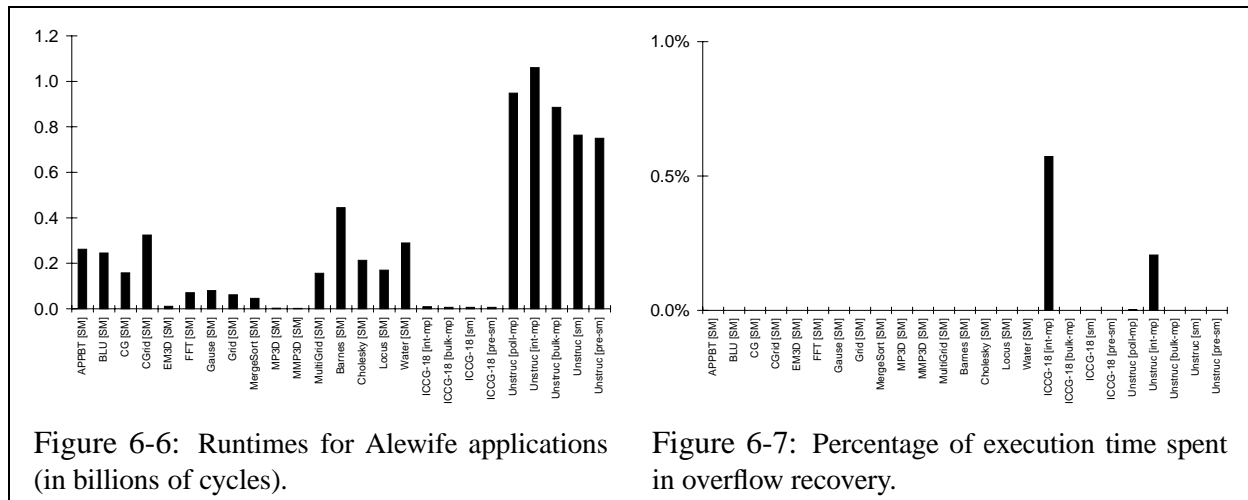 1.2
1.0
0.8
0.6
0.4
0.2
0.0
APPBT [SM]
BLU [SM]
CG [SM]
CGrid [SM]
EM3D [SM]
FFT [SM]
Gause [SM]
Grid [SM]
MergeSort [SM]
MP3D [SM]
MMP3D [SM]
MultiGrid [SM]
Barnes [SM]
Cholesky [SM]
Locus [SM]
Water [SM]
ICCG-18 [int-mp]
ICCG-18 [bulk-mp]
ICCG-18 [sm]
ICCG-18 [pre-sm]
Unstruc [poll-mp]
Unstruc [int-mp]
Unstruc [bulk-mp]
Unstruc [sm]
Unstruc [pre-sm]
Figure 6-6: Runtimes for Alewife applications
(in billions of cycles).
1.0%
0.5%
0.0%
APPBT [SM]
BLU [SM]
CG [SM]
CGrid [SM]
EM3D [SM]
FFT [SM]
Gause [SM]
Grid [SM]
MergeSort [SM]
MP3D [SM]
MMP3D [SM]
MultiGrid [SM]
Barnes [SM]
Cholesky [SM]
Locus [SM]
Water [SM]
ICCG-18 [int-mp]
ICCG-18 [bulk-mp]
ICCG-18 [sm]
ICCG-18 [pre-sm]
Unstruc [poll-mp]
Unstruc [int-mp]
Unstruc [bulk-mp]
Unstruc [sm]
Unstruc [pre-sm]
Figure 6-7: Percentage of execution time spent
in overflow recovery.